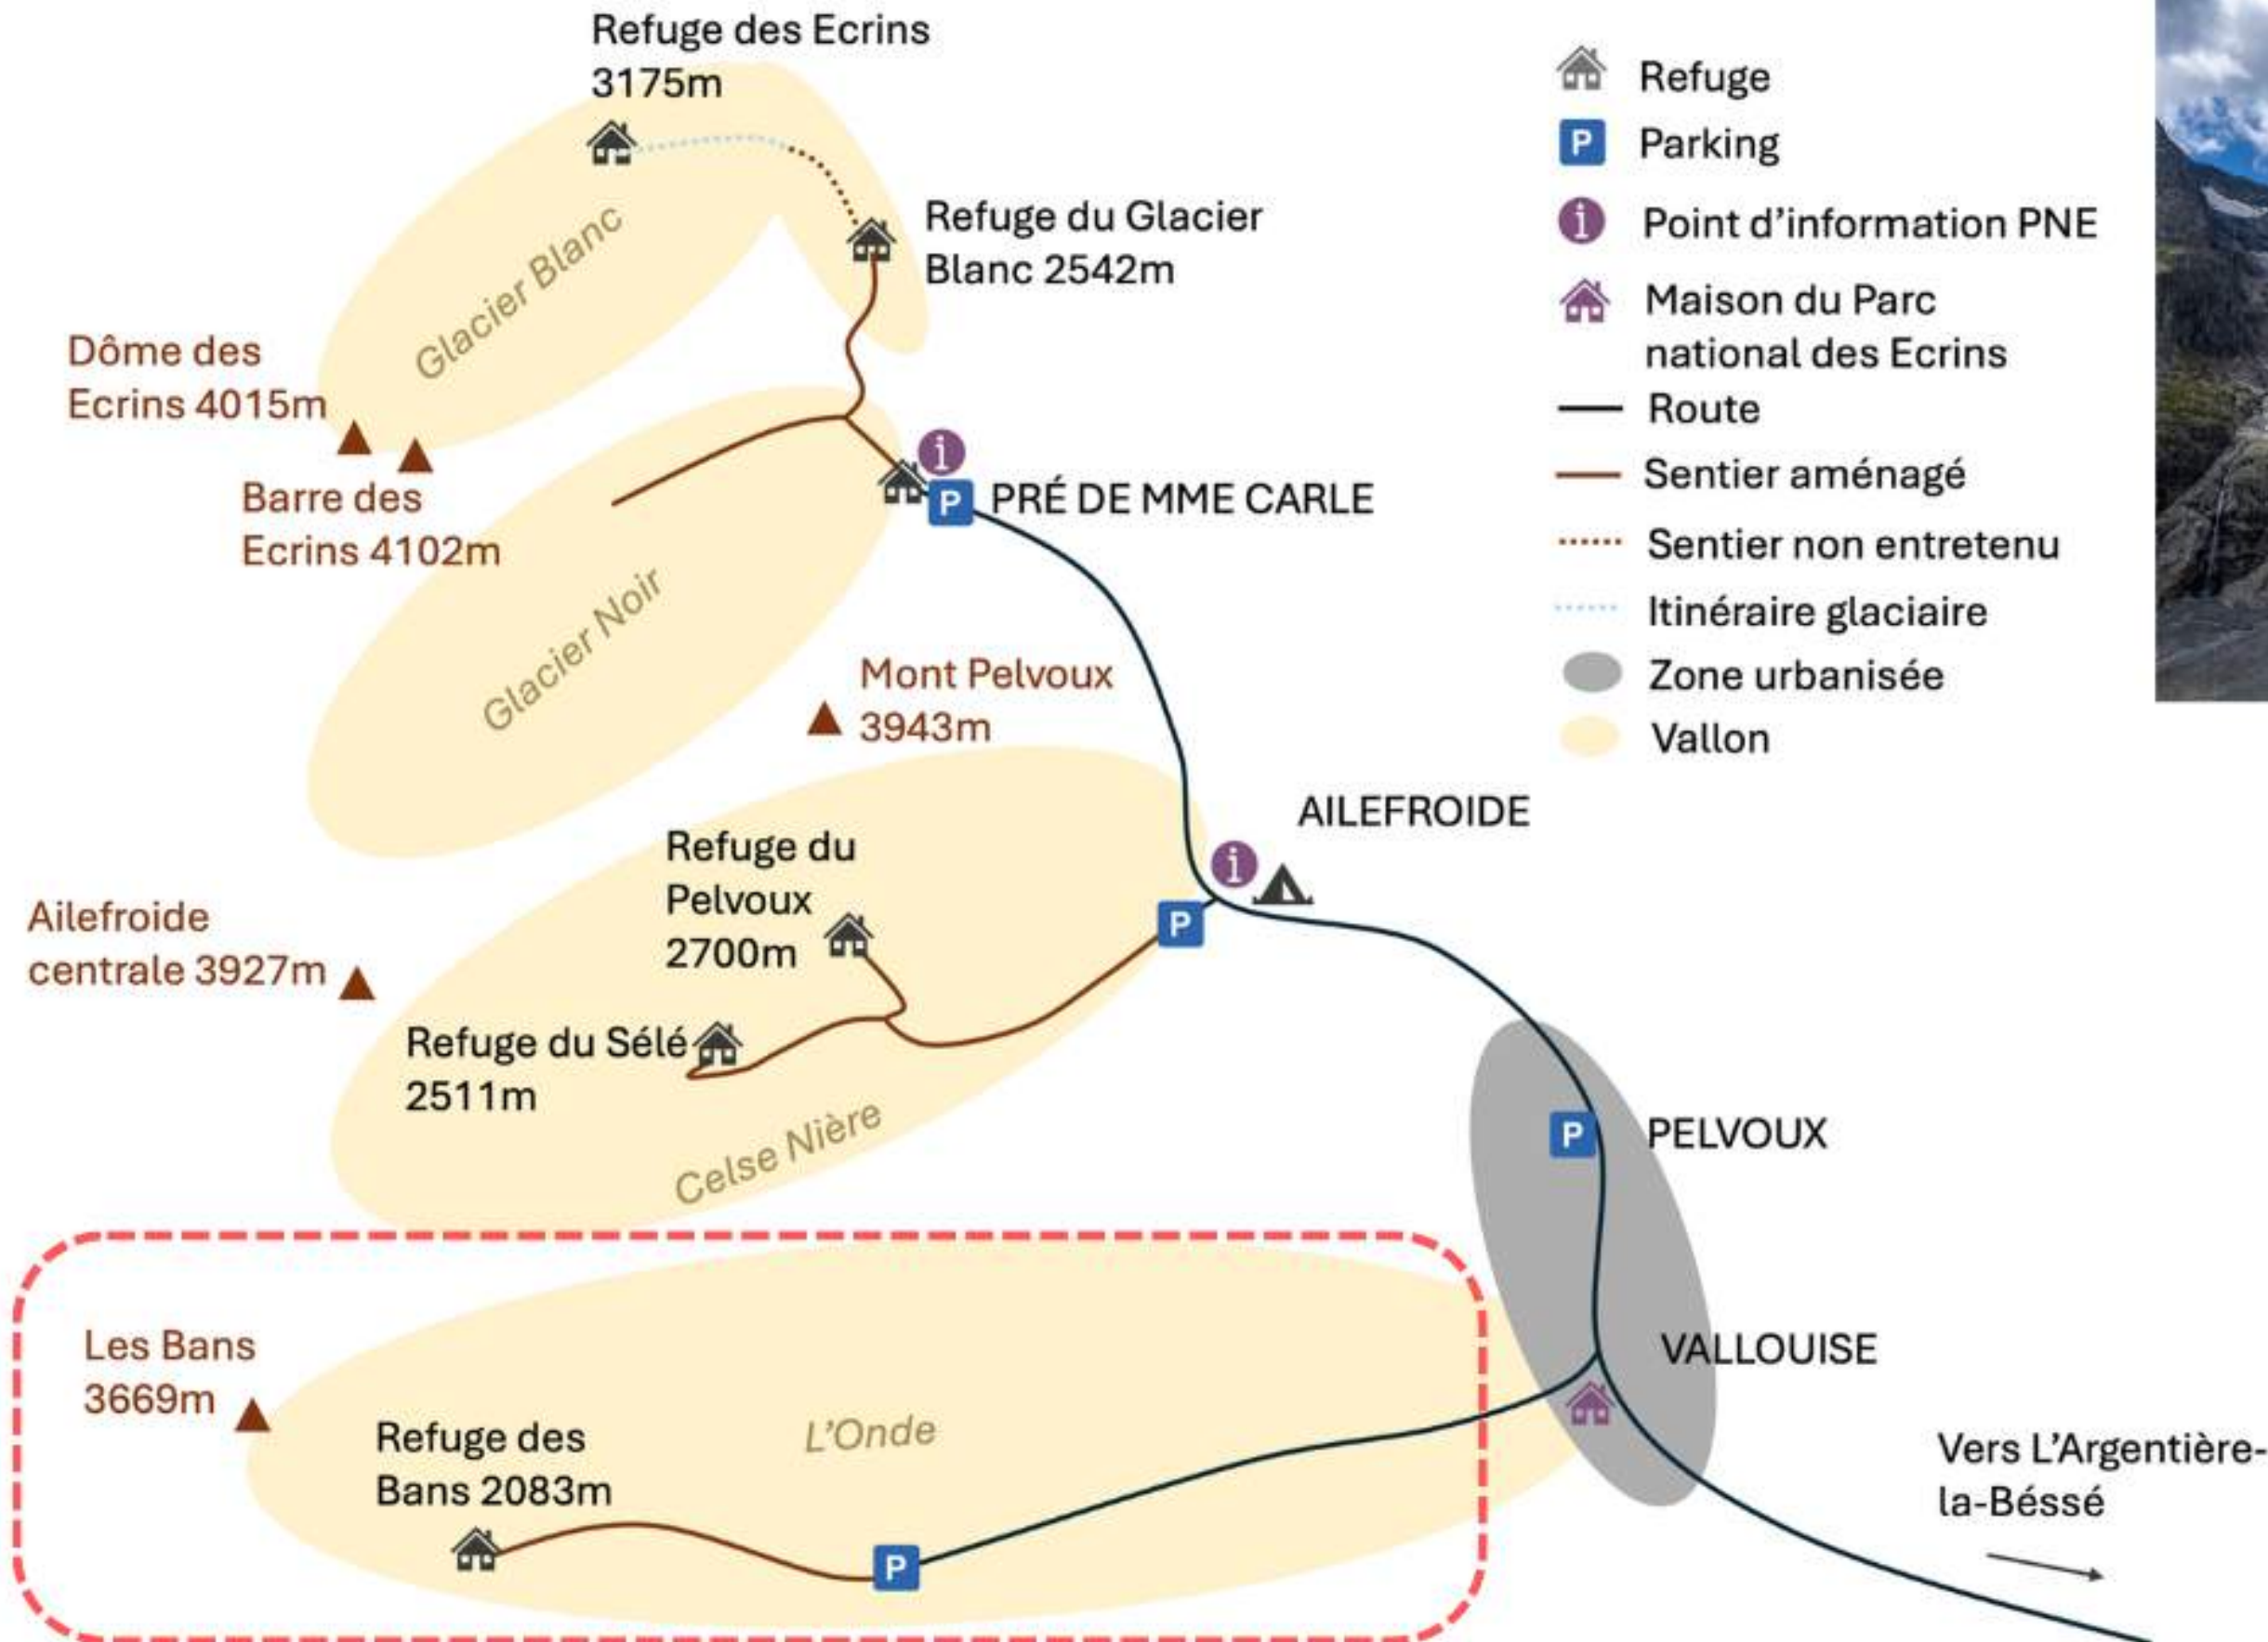 Refuge des Ecrins
3175m
Refuge du Glacier
Blanc 2542m
Glacier Blanc
Dôme des
Ecrins 4015m
Barre des
Ecrins 4102m
i
P
PRÉ DE MME CARLE
Glacier Noir
Mont Pelvoux
3943m
AILEFROIDE
i
P
Refuge du
Pelvoux
2700m
Ailefroide
centrale 3927m
Refuge du Sélé
2511m
Celse Nière
P
PELVOUX
VALLOUISE
Les Bans
3669m
Refuge des
Bans 2083m
L'Onde
P
Vers L'Argentière-
la-Béssé
Refuge
P
Parking
i
Point d'information PNE
Maison du Parc
national des Ecrins
Route
Sentier aménagé
Sentier non entretenu
Itinéraire glaciaire
Zone urbanisée
Vallon